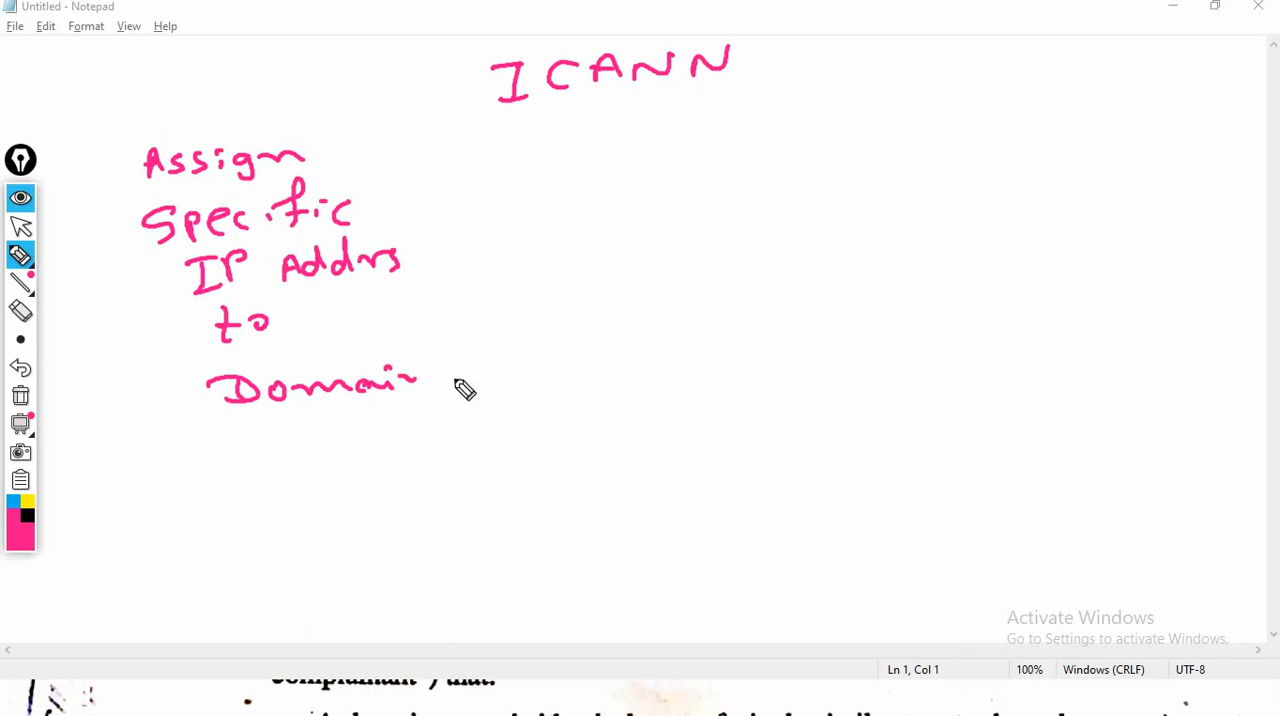 Untitled - Notepad
File Edit Format View Help
ICANN
Assign
Specific
IP Addrs
to
Domain
Activate Windows
Go to Settings to activate Windows.
Ln 1, Col 1 100% Windows (CRLF) UTF-8
that: